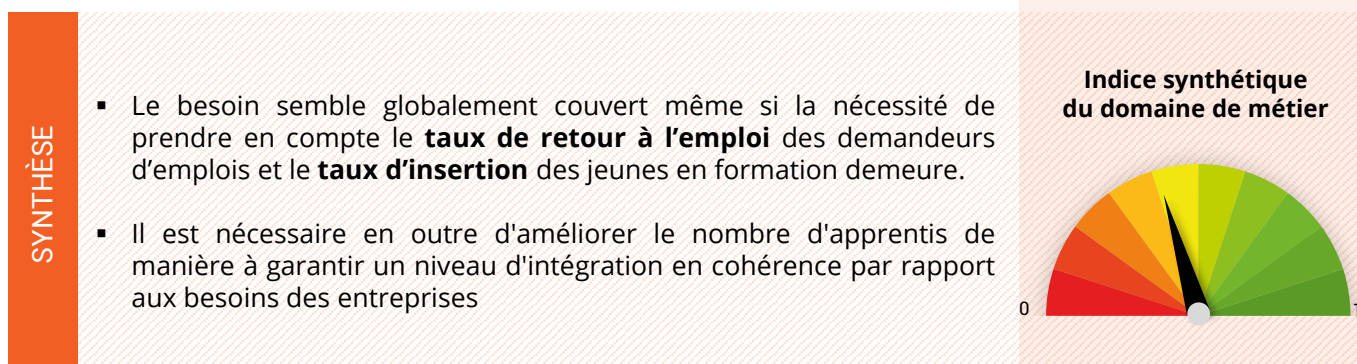 SYNTHÈSE
▪ Le besoin semble globalement couvert même si la nécessité de
prendre en compte le taux de retour à l’emploi des demandeurs
d’emplois et le taux d’insertion des jeunes en formation demeure.
▪ Il est nécessaire en outre d'améliorer le nombre d'apprentis de
manière à garantir un niveau d'intégration en cohérence par rapport
aux besoins des entreprises
Indice synthétique
du domaine de métier
0